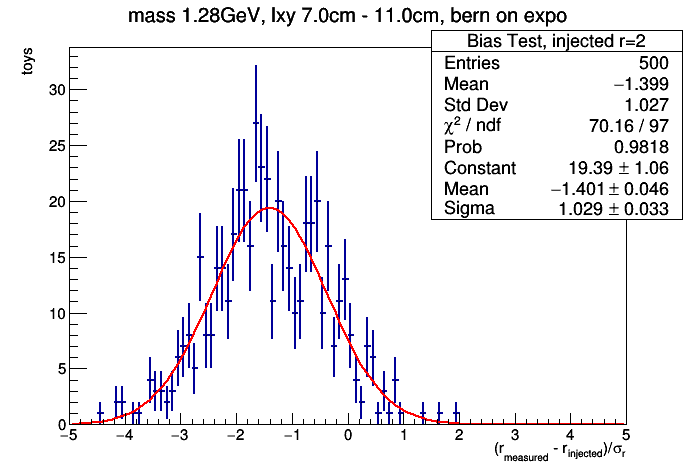 mass 1.28GeV, lxy 7.0cm - 11.0cm, bern on expo
toys
Bias Test, injected r=2
Entries 500
Mean −1.399
Std Dev 1.027
χ² / ndf 70.16 / 97
Prob 0.9818
Constant 19.39 ± 1.06
Mean −1.401 ± 0.046
Sigma 1.029 ± 0.033
30
25
20
15
10
5
0
−5 −4 −3 −2 −1 0 1 2 3 4 5
(r_measured - r_injected)/σ_r